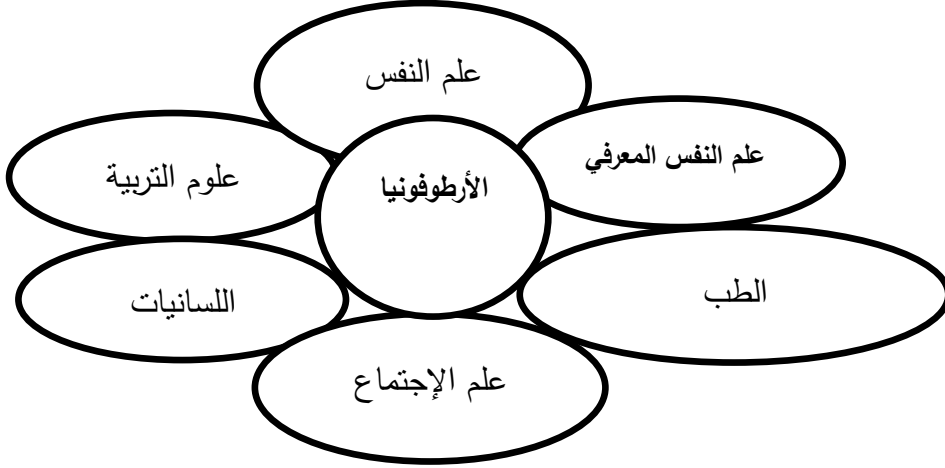 علم النفس
علم النفس المعرفي
علوم التربية
الأرطوفونيا
الطب
اللسانيات
علم الإجتماع